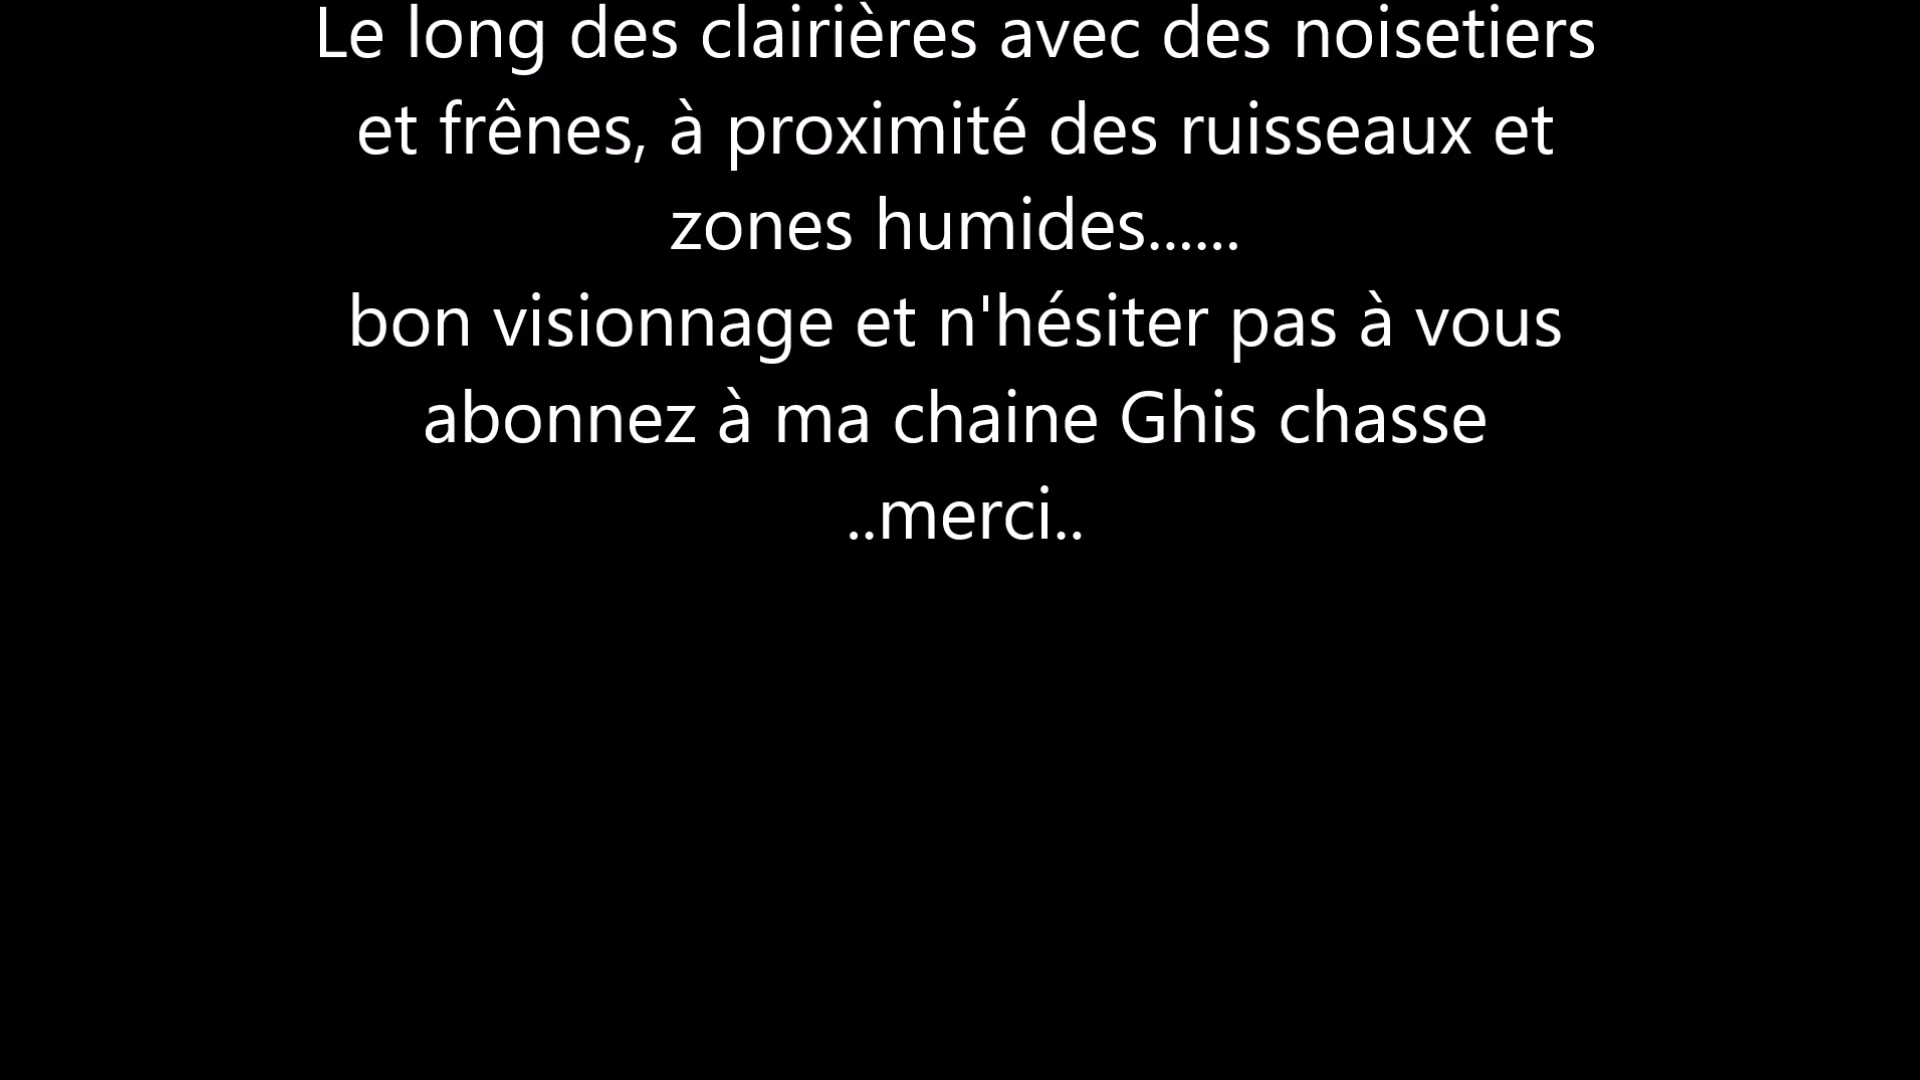 Le long des clairières avec des noisetiers
et frênes, à proximité des ruisseaux et
zones humides......
bon visionnage et n'hésiter pas à vous
abonnez à ma chaine Ghis chasse
..merci..